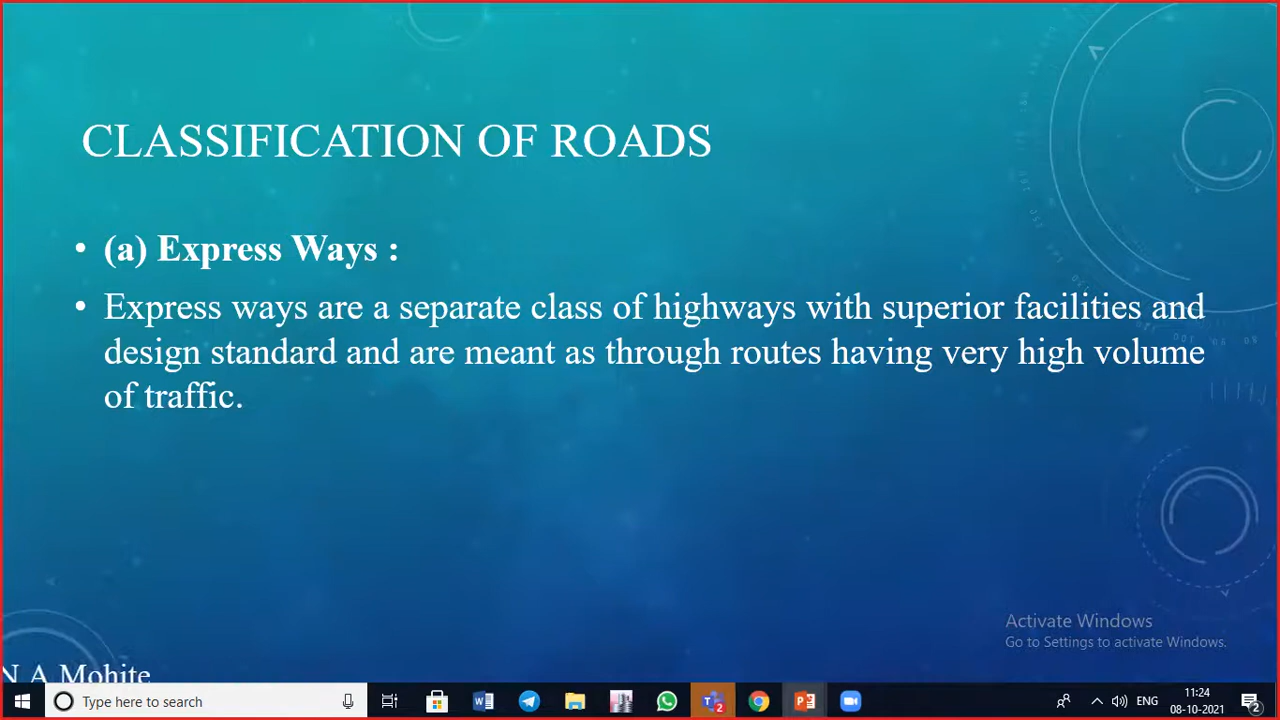 CLASSIFICATION OF ROADS
• (a) Express Ways :
• Express ways are a separate class of highways with superior facilities and
design standard and are meant as through routes having very high volume
of traffic.
Activate Windows
Go to Settings to activate Windows.
N A Mohite
Type here to search
2
ENG
11:24
08-10-2021
2